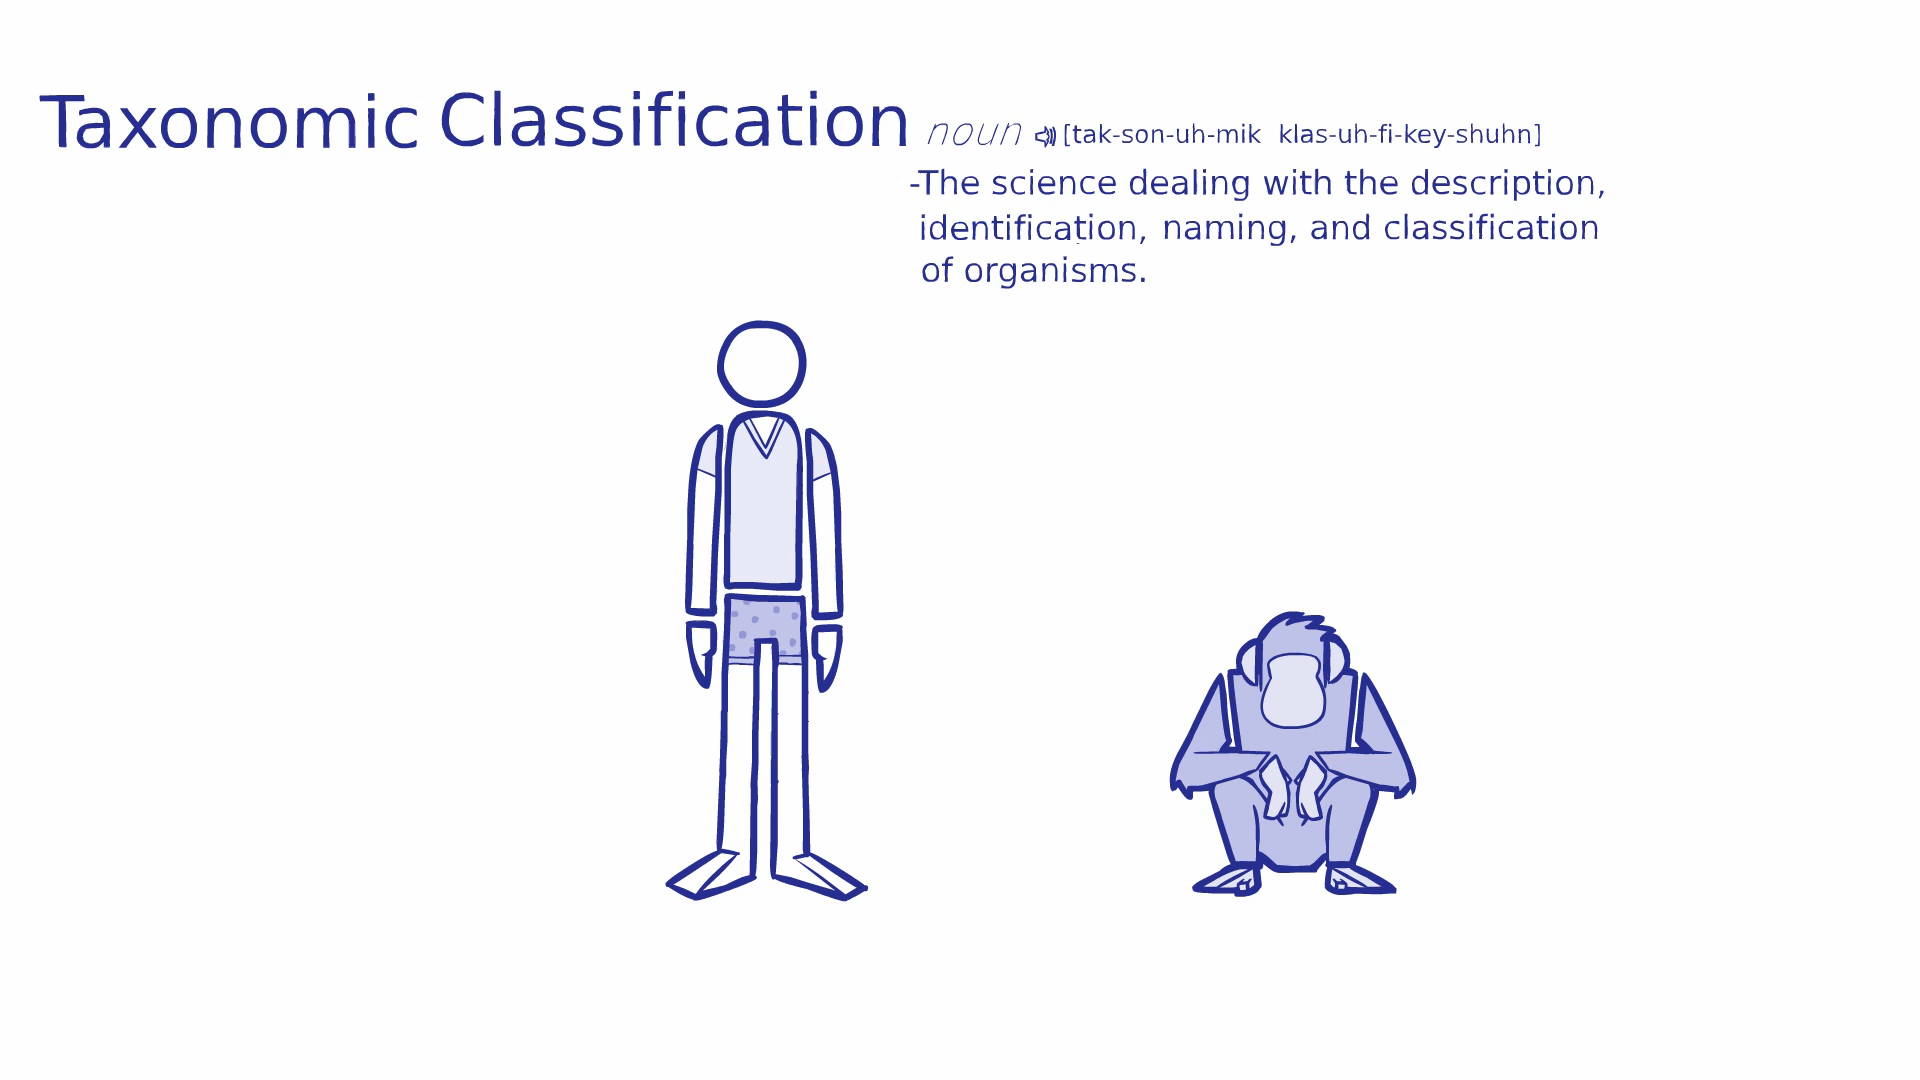 Taxonomic Classification noun [tak-son-uh-mik klas-uh-fi-key-shuhn]
-The science dealing with the description,
identification, naming, and classification
of organisms.